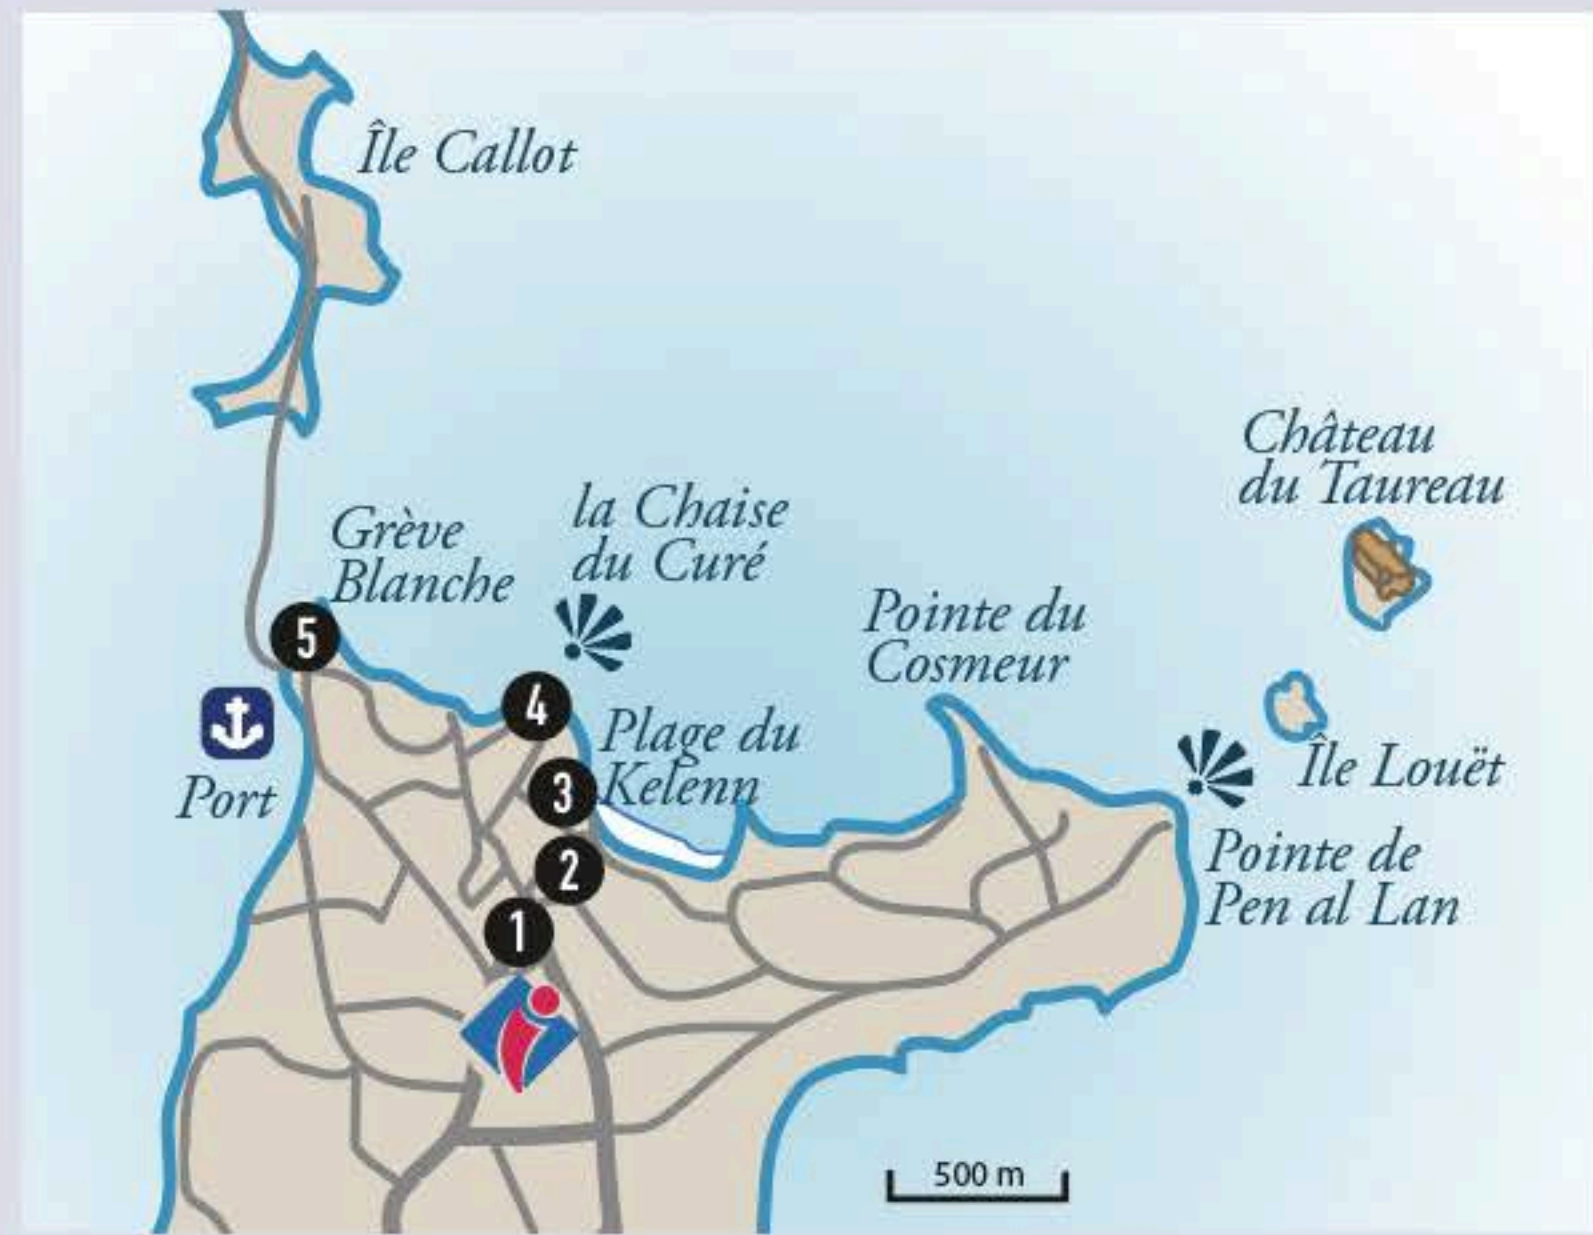 Île Callot
Château
du Taureau
la Chaise
du Curé
Grève
Blanche
Pointe du
Cosmeur
5
4
Plage du
Kelenn
Île Louët
Port
3
Pointe de
Pen al Lan
2
1
500 m